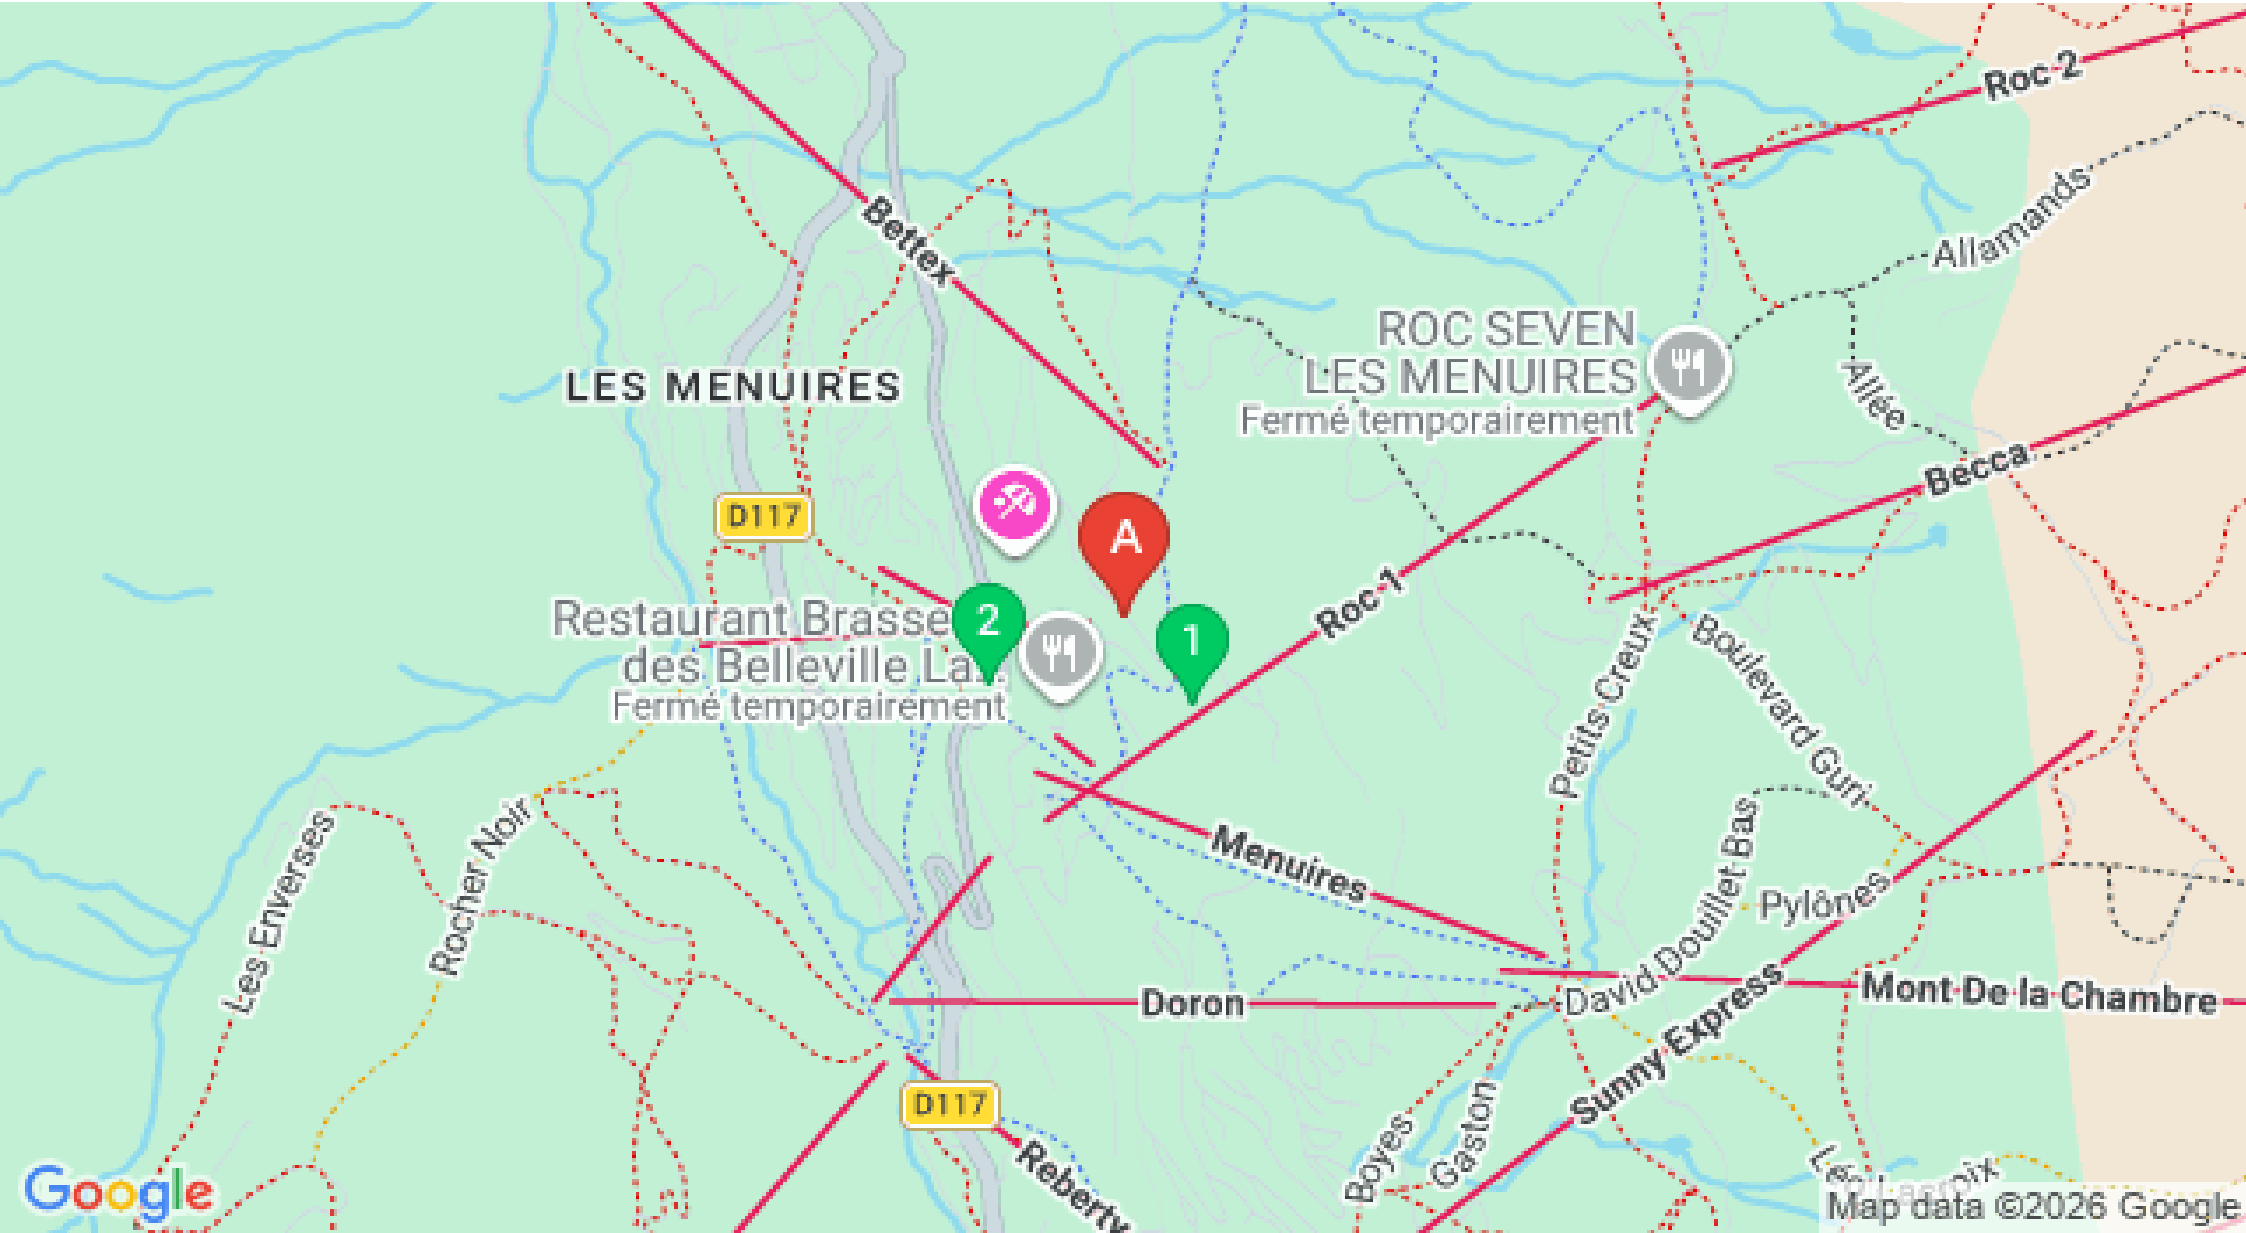 Roc 2
Allamands
Bettex
ROC SEVEN
LES MENUIRES
Fermé temporairement
LES MENUIRES
Allée
Becca
D117
A
Roc 1
Restaurant Brasse
des Belleville La...
Fermé temporairement
2
1
Petits Creux
Boulevard Guri
Les Enverses
Rocher Noir
Menuires
David Douillet Bas
Pylônes
Doron
Mont De la Chambre
Sunny Express
D117
Boyes
Gaston
Reberty
Google
Map data ©2026 Google